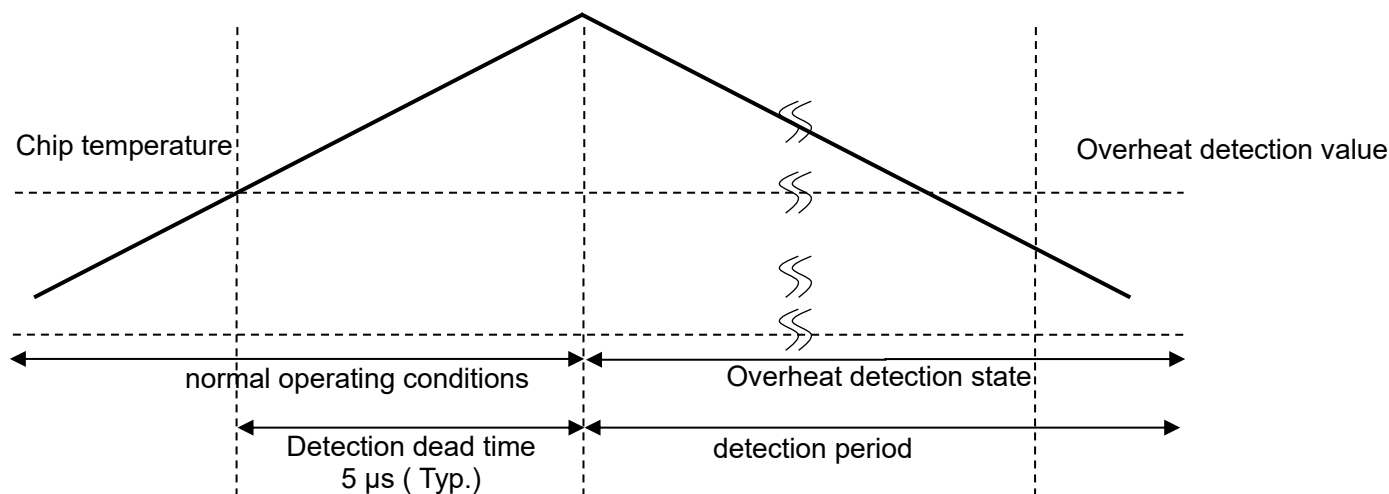 Chip temperature
Overheat detection value
normal operating conditions
Overheat detection state
Detection dead time
5 µs ( Typ.)
detection period